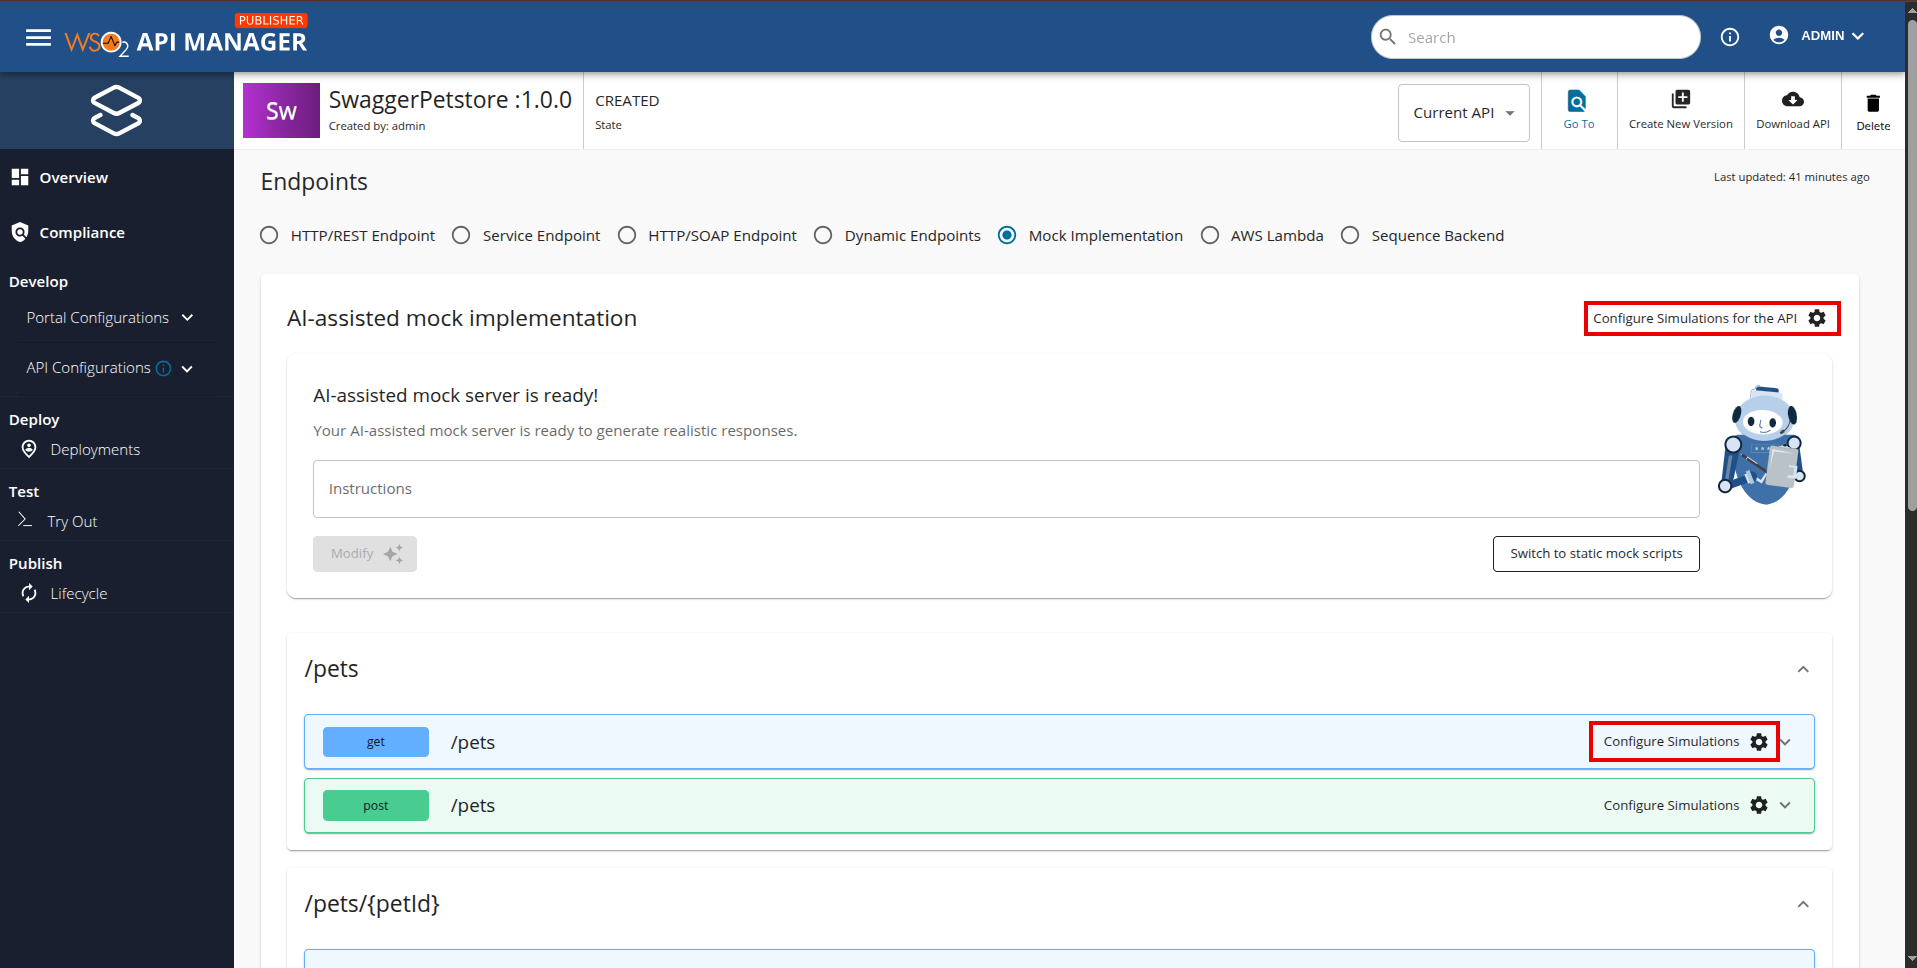 PUBLISHER
WSO2 API MANAGER
Search
ADMIN
Sw
SwaggerPetstore :1.0.0
Created by: admin
CREATED
State
Current API
Go To
Create New Version
Download API
Delete
Overview
Compliance
Develop
Portal Configurations
API Configurations
Deploy
Deployments
Test
Try Out
Publish
Lifecycle
Endpoints
Last updated: 41 minutes ago
HTTP/REST Endpoint Service Endpoint HTTP/SOAP Endpoint Dynamic Endpoints Mock Implementation AWS Lambda Sequence Backend
AI-assisted mock implementation
Configure Simulations for the API
AI-assisted mock server is ready!
Your AI-assisted mock server is ready to generate realistic responses.
Instructions
Modify
Switch to static mock scripts
/pets
get /pets Configure Simulations
post /pets Configure Simulations
/pets/{petId}